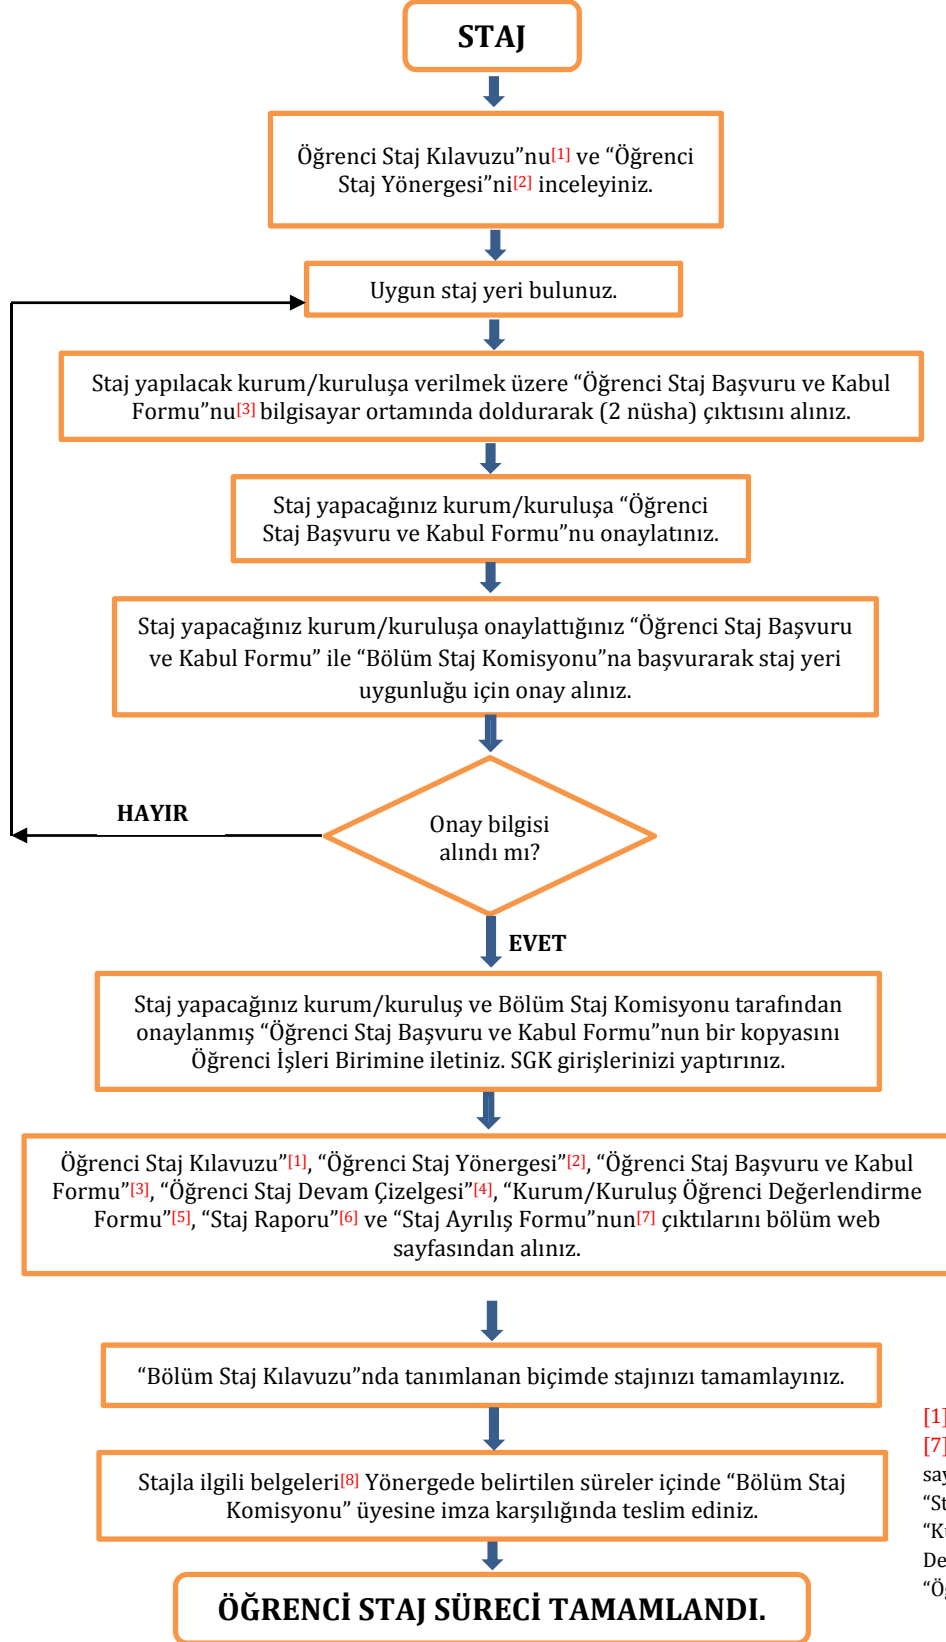 STAJ
Öğrenci Staj Kılavuzu”nu[1] ve “Öğrenci
Staj Yönergesi”ni[2] inceleyiniz.
Uygun staj yeri bulunuz.
Staj yapılacak kurum/kuruluşa verilmek üzere “Öğrenci Staj Başvuru ve Kabul
Formu”nu[3] bilgisayar ortamında doldurarak (2 nüsha) çıktısını alınız.
Staj yapacağınız kurum/kuruluşa “Öğrenci
Staj Başvuru ve Kabul Formu”nu onaylatınız.
Staj yapacağınız kurum/kuruluşa onaylattığınız “Öğrenci Staj Başvuru
ve Kabul Formu” ile “Bölüm Staj Komisyonu”na başvurarak staj yeri
uygunluğu için onay alınız.
HAYIR
Onay bilgisi
alındı mı?
EVET
Staj yapacağınız kurum/kuruluş ve Bölüm Staj Komisyonu tarafından
onaylanmış “Öğrenci Staj Başvuru ve Kabul Formu”nun bir kopyasını
Öğrenci İşleri Birimine iletiniz. SGK girişlerinizi yaptırınız.
Öğrenci Staj Kılavuzu”[1], “Öğrenci Staj Yönergesi”[2], “Öğrenci Staj Başvuru ve Kabul
Formu”[3], “Öğrenci Staj Devam Çizelgesi”[4], “Kurum/Kuruluş Öğrenci Değerlendirme
Formu”[5], “Staj Raporu”[6] ve “Staj Ayrılış Formu”nun[7] çıktılarını bölüm web
sayfasından alınız.
“Bölüm Staj Kılavuzu”nda tanımlanan biçimde stajınızı tamamlayınız.
Stajla ilgili belgeleri[8] Yönergede belirtilen süreler içinde “Bölüm Staj
Komisyonu” üyesine imza karşılığında teslim ediniz.
[1]
[7]
say
“St
De
ÖĞRENCİ STAJ SÜRECİ TAMAMLANDI.